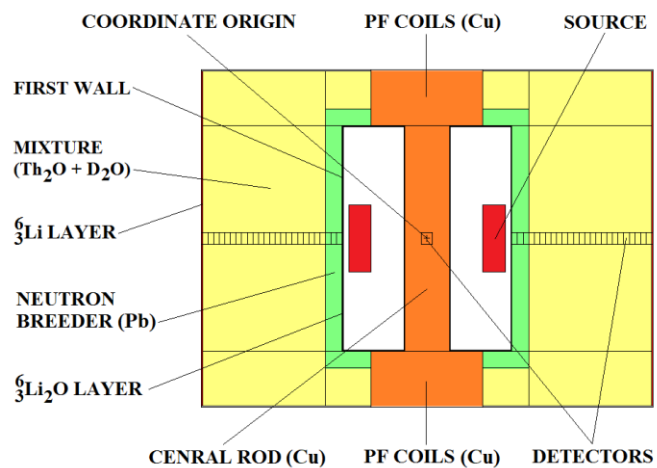 COORDINATE ORIGIN
PF COILS (Cu)
SOURCE
FIRST WALL
MIXTURE
(Th₂O + D₂O)
⁶₃Li LAYER
NEUTRON
BREEDER (Pb)
⁶₃Li₂O LAYER
CENRAL ROD (Cu)
PF COILS (Cu)
DETECTORS